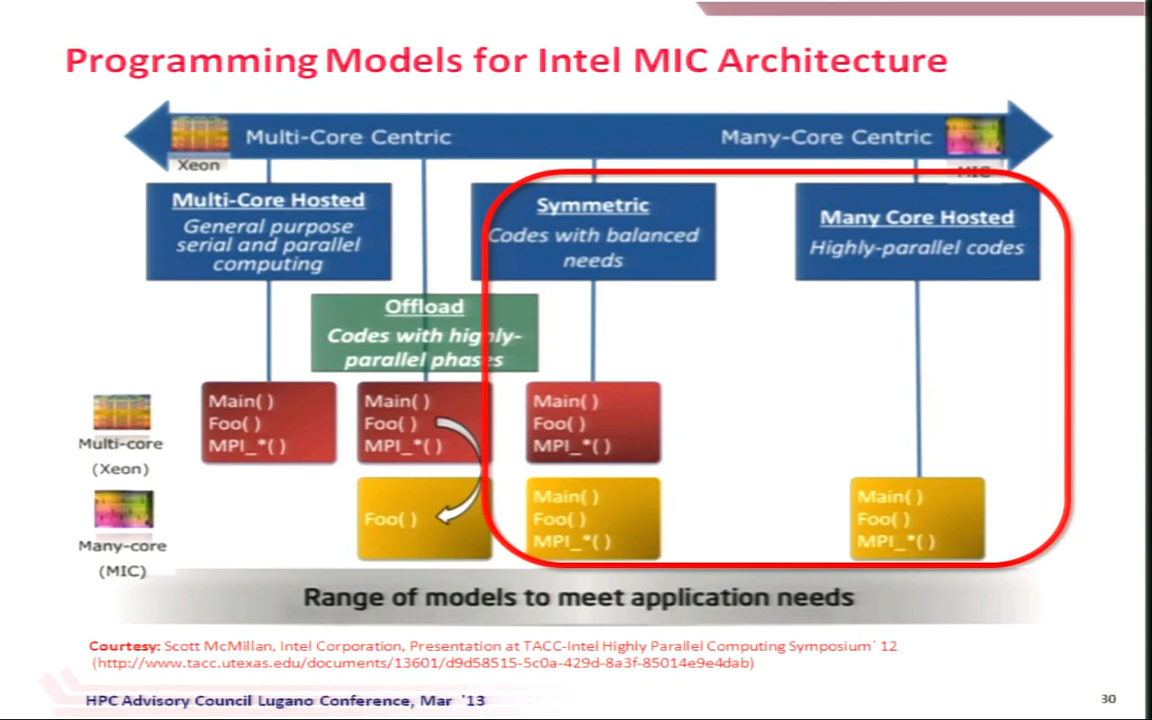 Programming Models for Intel MIC Architecture
Multi-Core Centric
Many-Core Centric
Xeon
MIC
Multi-Core Hosted
General purpose
serial and parallel
computing
Symmetric
Codes with balanced
needs
Many Core Hosted
Highly-parallel codes
Offload
Codes with highly-
parallel phases
Multi-core
(Xeon)
Main( )
Foo( )
MPI_*( )
Main( )
Foo( )
MPI_*( )
Main( )
Foo( )
MPI_*( )
Many-core
(MIC)
Foo( )
Main( )
Foo( )
MPI_*( )
Main( )
Foo( )
MPI_*( )
Range of models to meet application needs
Courtesy: Scott McMillan, Intel Corporation, Presentation at TACC-Intel Highly Parallel Computing Symposium` 12
(http://www.tacc.utexas.edu/documents/13601/d9d58515-5c0a-429d-8a3f-85014e9e4dab)
HPC Advisory Council Lugano Conference, Mar '13
30